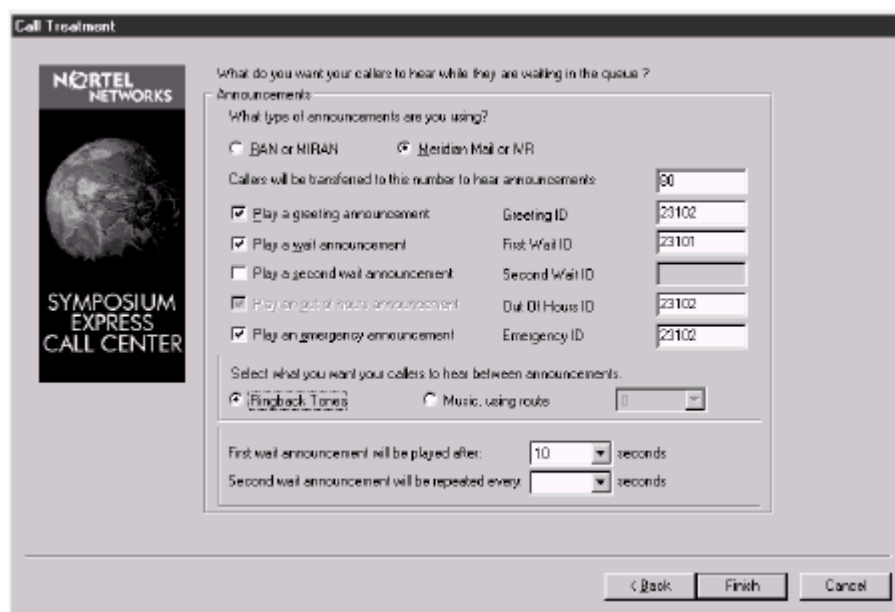 Call Treatment
NORTEL
NETWORKS
SYMPOSIUM
EXPRESS
CALL CENTER
What do you want your callers to hear while they are waiting in the queue ?
Announcements
What type of announcements are you using?
RAN or MIRAN
Meridian Mail or IVR
Callers will be transferred to this number to hear announcements
Play a greeting announcement Greeting ID 23102
Play a wait announcement First Wait ID 23101
Play a second wait announcement Second Wait ID
Play an out of hours announcement Out Of Hours ID 23102
Play an emergency announcement Emergency ID 23102
Select what you want your callers to hear between announcements.
Ringback Tones Music, using route 0
First wait announcement will be played after: 10 seconds
Second wait announcement will be repeated every: seconds
< Back Finish Cancel